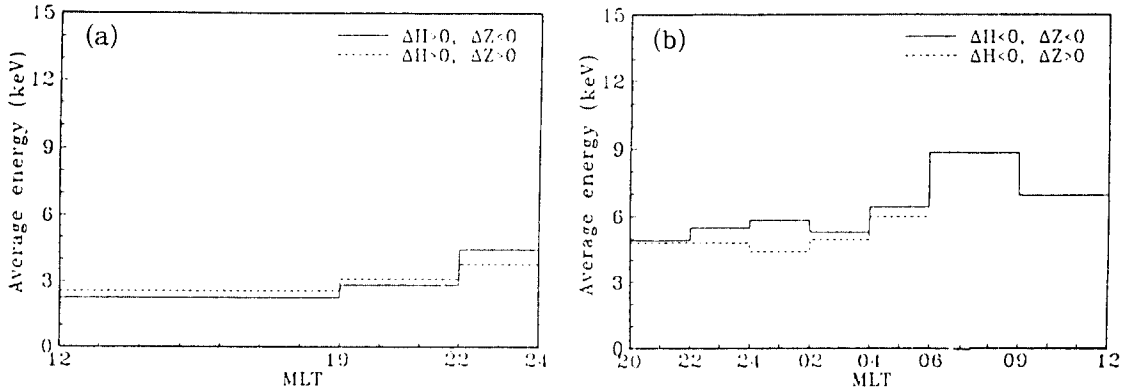 (a)
ΔH>0, ΔZ<0
ΔH>0, ΔZ>0
Average energy (keV)
15
12
9
6
3
0
12
19
22
24
MLT
(b)
ΔH<0, ΔZ<0
ΔH<0, ΔZ>0
Average energy (keV)
15
12
9
6
3
0
20
22
24
02
04
06
09
12
MLT